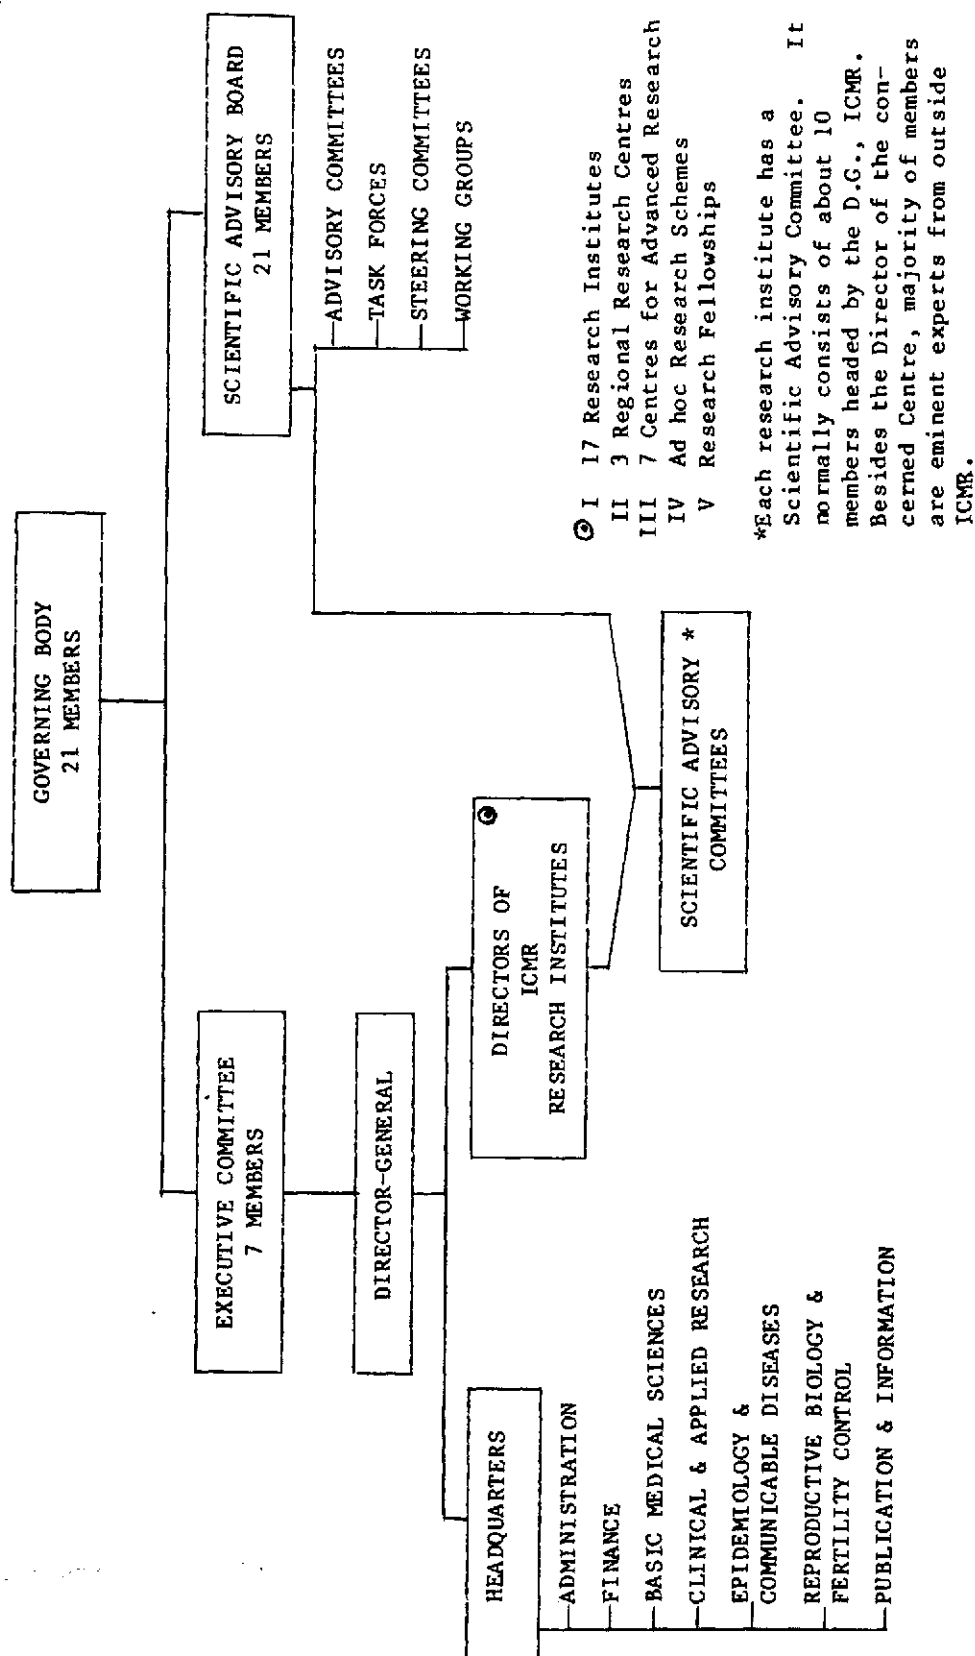 GOVERNING BODY
21 MEMBERS
EXECUTIVE COMMITTEE
7 MEMBERS
SCIENTIFIC ADVISORY BOARD
21 MEMBERS
ADVISORY COMMITTEES
TASK FORCES
STEERING COMMITTEES
WORKING GROUPS
DIRECTOR-GENERAL
HEADQUARTERS
ADMINISTRATION
FINANCE
BASIC MEDICAL SCIENCES
CLINICAL & APPLIED RESEARCH
EPIDEMIOLOGY &
COMMUNICABLE DISEASES
REPRODUCTIVE BIOLOGY &
FERTILITY CONTROL
PUBLICATION & INFORMATION
DIRECTORS OF
ICMR
RESEARCH INSTITUTES
SCIENTIFIC ADVISORY *
COMMITTEES
I 17 Research Institutes
II 3 Regional Research Centres
III 7 Centres for Advanced Research
IV Ad hoc Research Schemes
V Research Fellowships
*Each research institute has a
Scientific Advisory Committee. It
normally consists of about 10
members headed by the D.G., ICMR.
Besides the Director of the con-
cerned Centre, majority of members
are eminent experts from outside
ICMR.